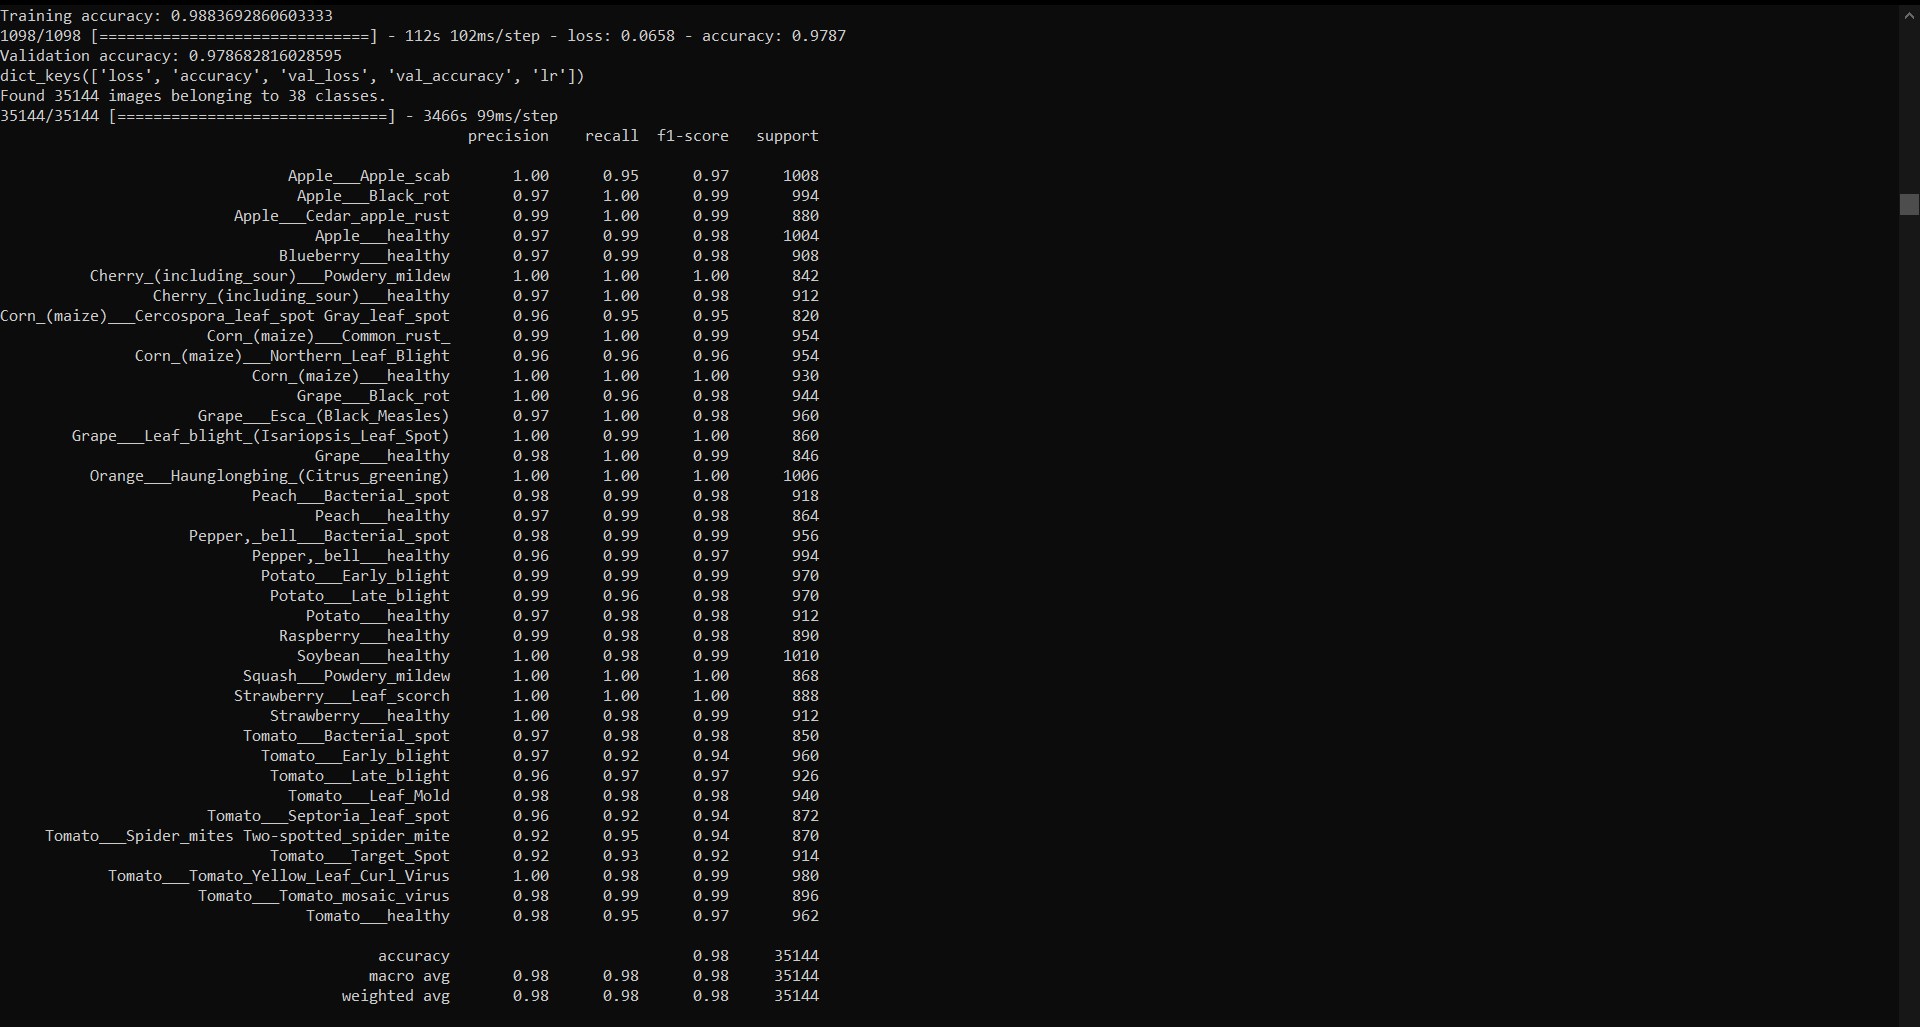 Training accuracy: 0.9883692860603333
1098/1098 [==============================] - 112s 102ms/step - loss: 0.0658 - accuracy: 0.9787
Validation accuracy: 0.978682816028595
dict_keys(['loss', 'accuracy', 'val_loss', 'val_accuracy', 'lr'])
Found 35144 images belonging to 38 classes.
35144/35144 [==============================] - 3466s 99ms/step
precision recall f1-score support
Apple___Apple_scab 1.00 0.95 0.97 1008
Apple___Black_rot 0.97 1.00 0.99 994
Apple___Cedar_apple_rust 0.99 1.00 0.99 880
Apple___healthy 0.97 0.99 0.98 1004
Blueberry___healthy 0.97 0.99 0.98 908
Cherry_(including_sour)___Powdery_mildew 1.00 1.00 1.00 842
Cherry_(including_sour)___healthy 0.97 1.00 0.98 912
Corn_(maize)___Cercospora_leaf_spot Gray_leaf_spot 0.96 0.95 0.95 820
Corn_(maize)___Common_rust_ 0.99 1.00 0.99 954
Corn_(maize)___Northern_Leaf_Blight 0.96 0.96 0.96 954
Corn_(maize)___healthy 1.00 1.00 1.00 930
Grape___Black_rot 1.00 0.96 0.98 944
Grape___Esca_(Black_Measles) 0.97 1.00 0.98 960
Grape___Leaf_blight_(Isariopsis_Leaf_Spot) 1.00 0.99 1.00 860
Grape___healthy 0.98 1.00 0.99 846
Orange___Haunglongbing_(Citrus_greening) 1.00 1.00 1.00 1006
Peach___Bacterial_spot 0.98 0.99 0.98 918
Peach___healthy 0.97 0.99 0.98 864
Pepper,_bell___Bacterial_spot 0.98 0.99 0.99 956
Pepper,_bell___healthy 0.96 0.99 0.97 994
Potato___Early_blight 0.99 0.99 0.99 970
Potato___Late_blight 0.99 0.96 0.98 970
Potato___healthy 0.97 0.98 0.98 912
Raspberry___healthy 0.99 0.98 0.98 890
Soybean___healthy 1.00 0.98 0.99 1010
Squash___Powdery_mildew 1.00 1.00 1.00 868
Strawberry___Leaf_scorch 1.00 1.00 1.00 888
Strawberry___healthy 1.00 0.98 0.99 912
Tomato___Bacterial_spot 0.97 0.98 0.98 850
Tomato___Early_blight 0.97 0.92 0.94 960
Tomato___Late_blight 0.96 0.97 0.97 926
Tomato___Leaf_Mold 0.98 0.98 0.98 940
Tomato___Septoria_leaf_spot 0.96 0.92 0.94 872
Tomato___Spider_mites Two-spotted_spider_mite 0.92 0.95 0.94 870
Tomato___Target_Spot 0.92 0.93 0.92 914
Tomato___Tomato_Yellow_Leaf_Curl_Virus 1.00 0.98 0.99 980
Tomato___Tomato_mosaic_virus 0.98 0.99 0.99 896
Tomato___healthy 0.98 0.95 0.97 962
accuracy 0.98 35144
macro avg 0.98 0.98 0.98 35144
weighted avg 0.98 0.98 0.98 35144